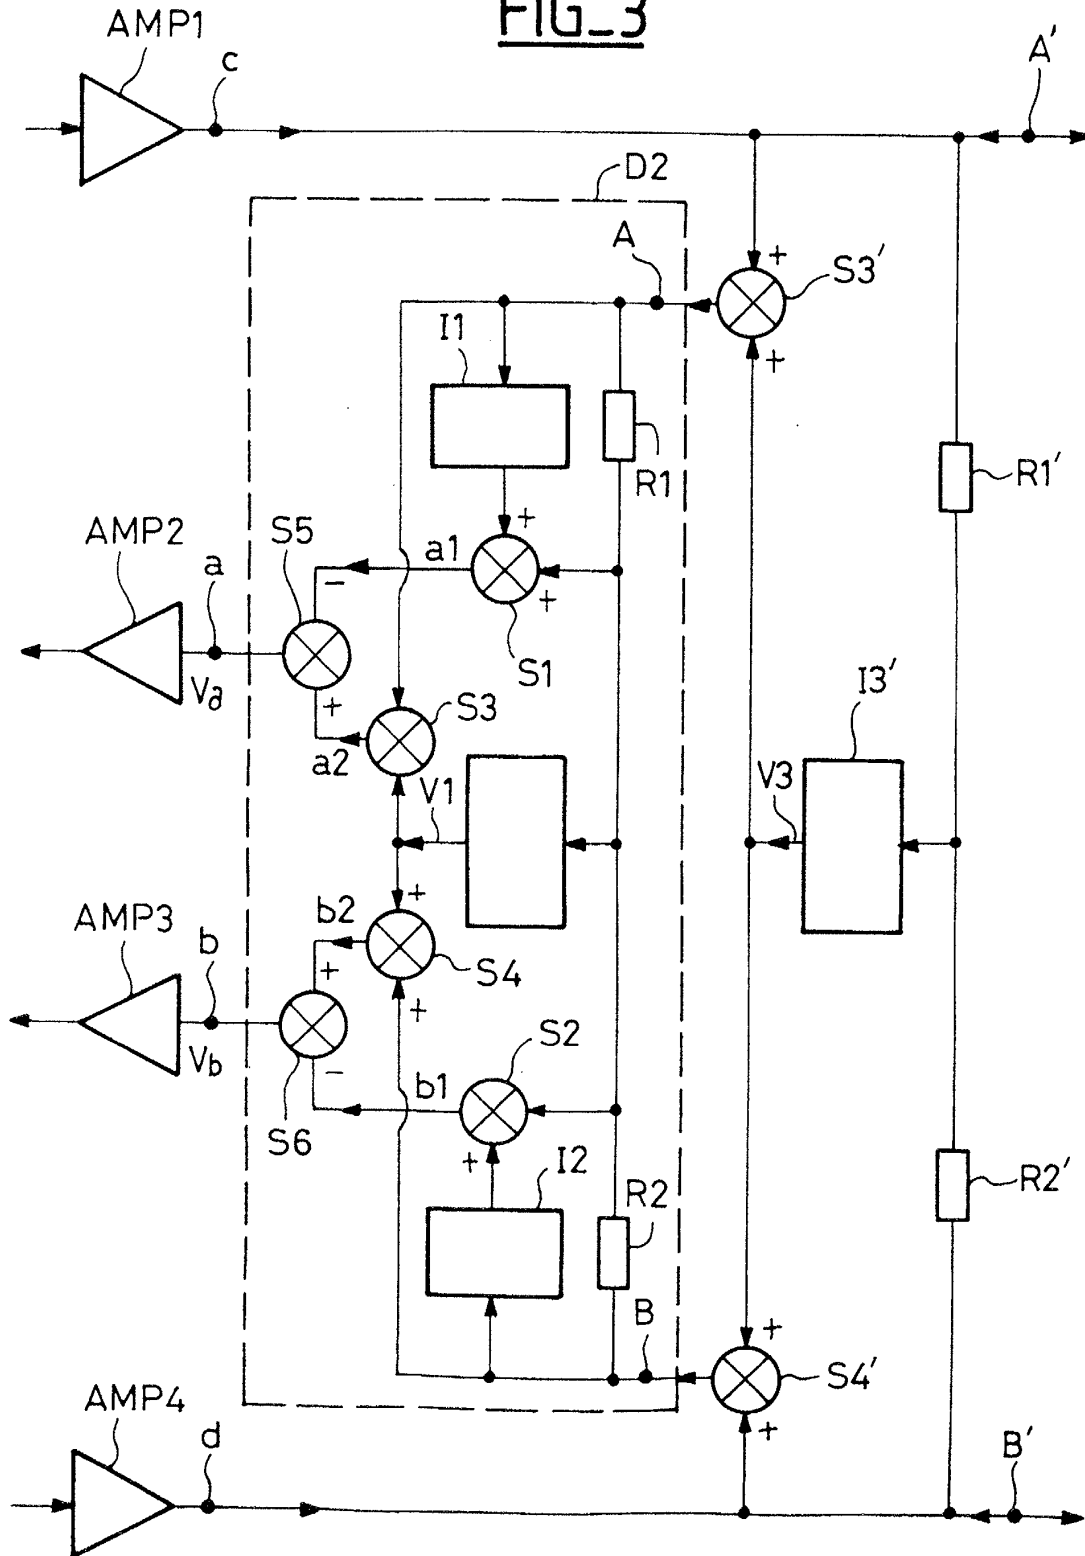 FIG_3
AMP1
c
A'
D2
A
+
S3'
I1
+
R1
+
R1'
AMP2
S5
a
a1
−
+
S1
Va
+
S3
I3'
a2
V1
V3
AMP3
b
b2
+
+
S4
+
Vb
S2
−
b1
S6
+
I2
R2
R2'
B
+
S4'
AMP4
d
+
B'